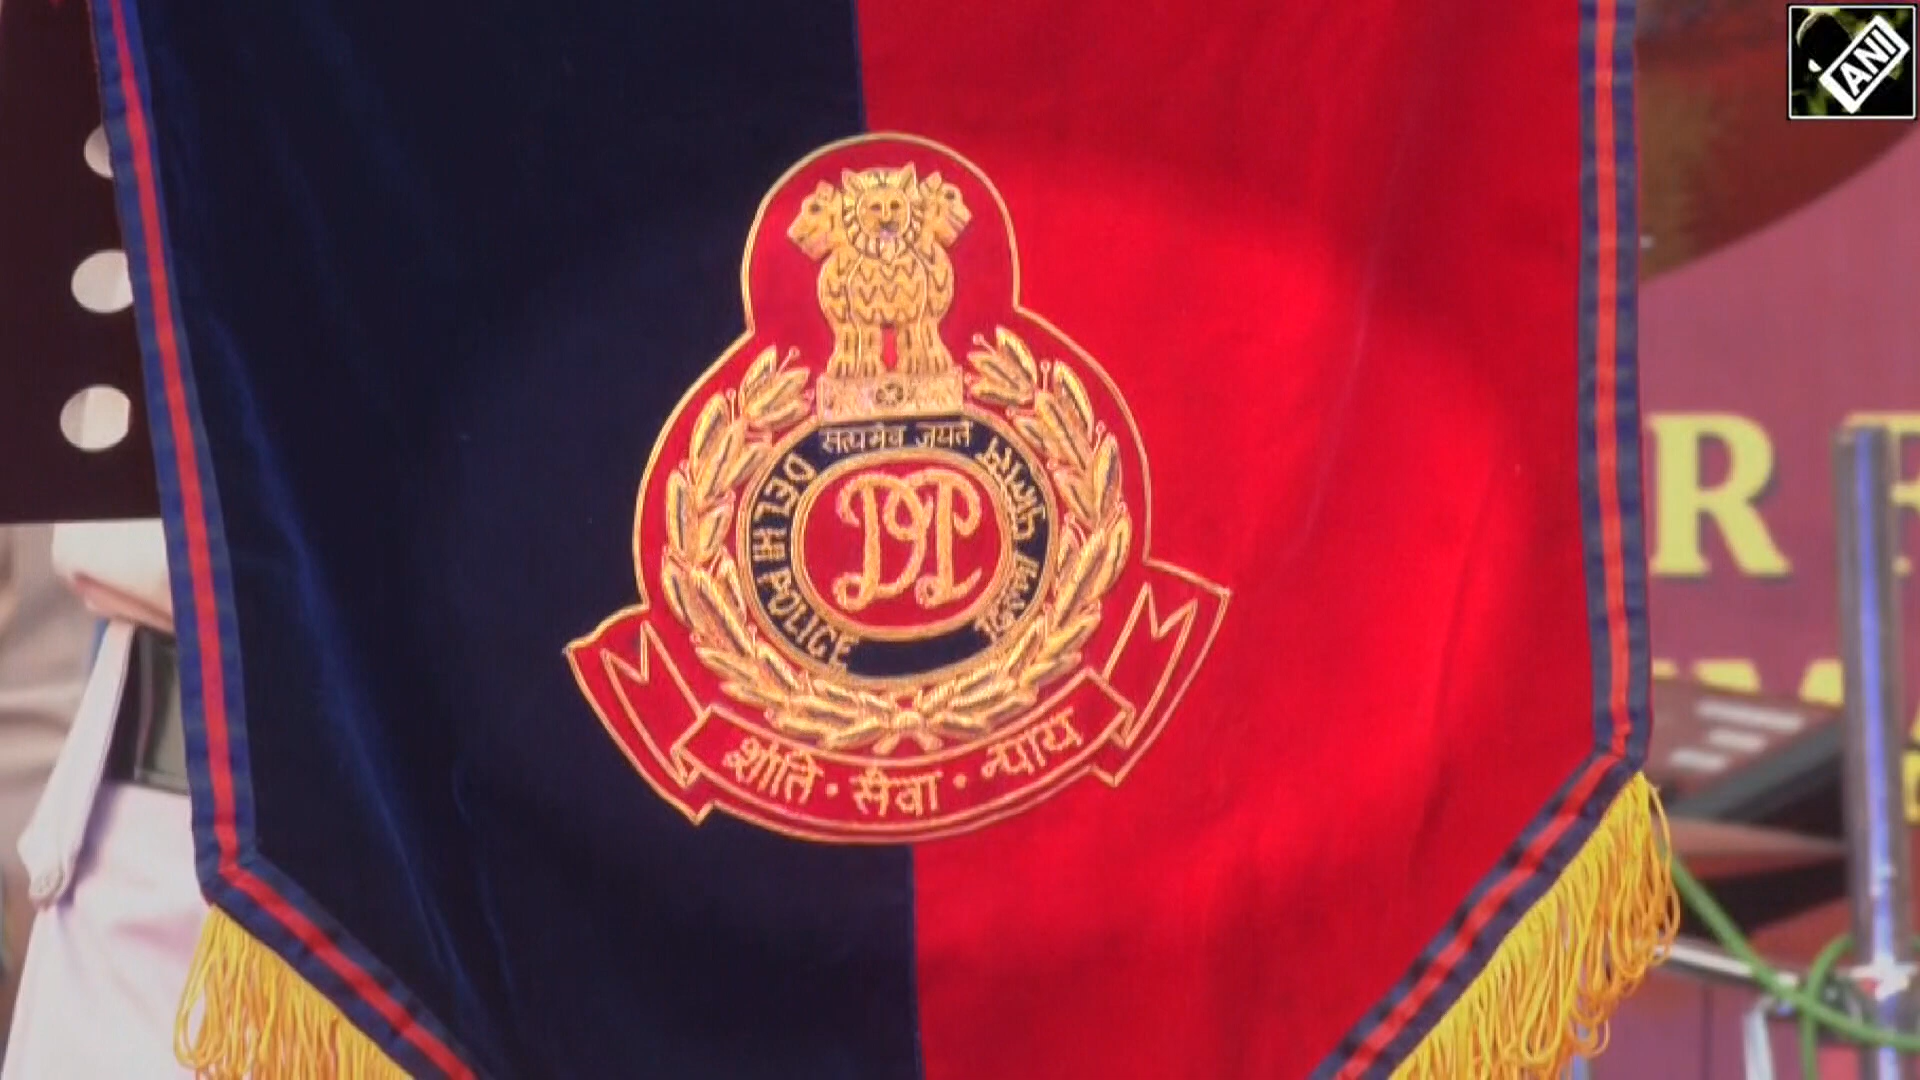 ANI
सत्यमेव जयते
DELHI POLICE
दिल्ली पुलिस
DP
शांति · सेवा · न्याय
R